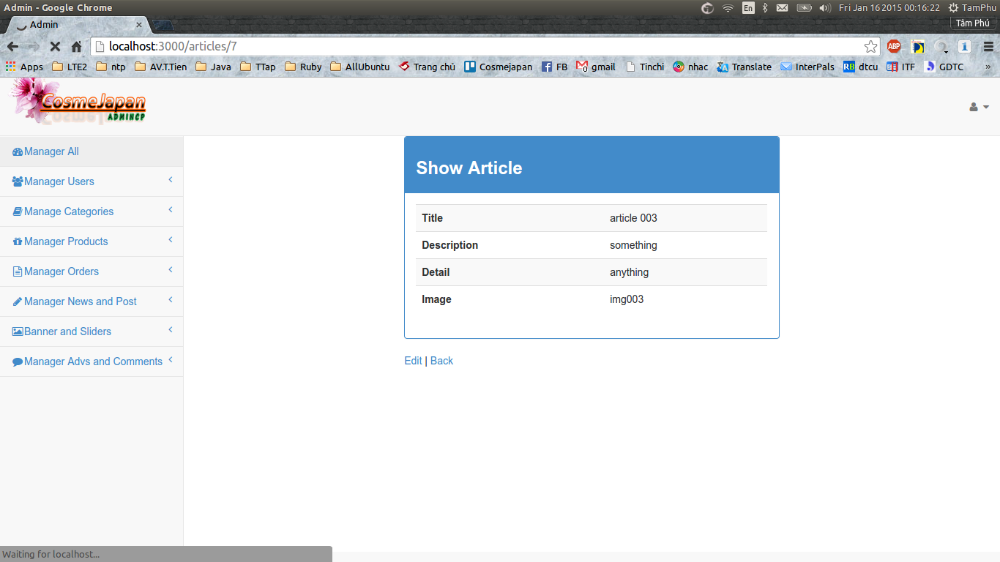 Admin - Google Chrome
En
Fri Jan 16 2015 00:16:22
TamPhu
Admin
Tâm Phú
localhost:3000/articles/7
ABP
Apps LTE2 ntp AV.T.Tien Java TTap Ruby AllUbuntu Trang chủ Cosmejapan FB gmail Tinchi nhac Translate InterPals dtcu ITF GDTC »
CosmeJapan
ADMINCP
Manager All
Manager Users
Manage Categories
Manager Products
Manager Orders
Manager News and Post
Banner and Sliders
Manager Advs and Comments
Show Article
Title article 003
Description something
Detail anything
Image img003
Edit | Back
Waiting for localhost...